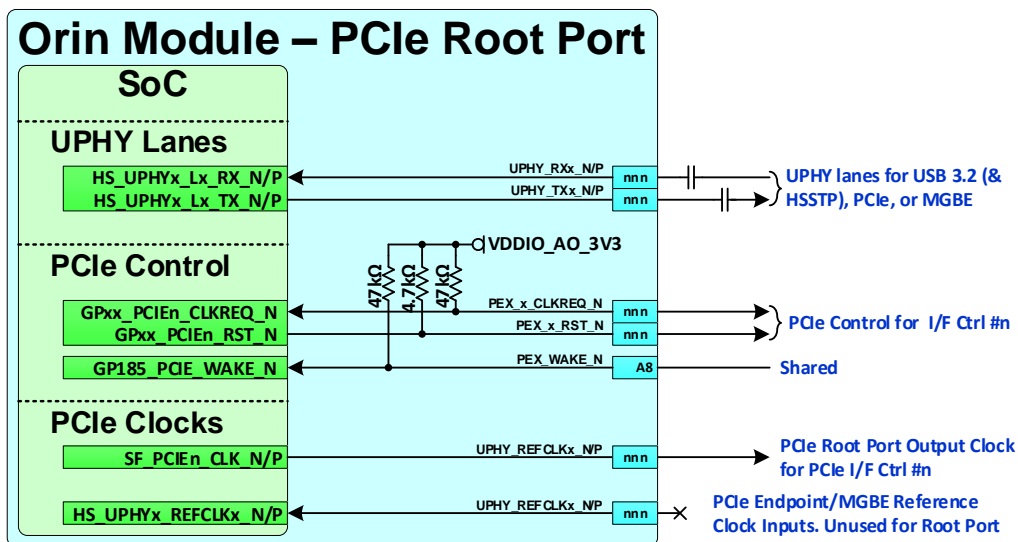 Orin Module – PCIe Root Port
SoC
UPHY Lanes
HS_UPHYx_Lx_RX_N/P
UPHY_RXx_N/P
nnn
HS_UPHYx_Lx_TX_N/P
UPHY_TXx_N/P
nnn
UPHY lanes for USB 3.2 (&
HSSTP), PCIe, or MGBE
VDDIO_AO_3V3
47kΩ
4.7kΩ
47kΩ
PCIe Control
GPxx_PCIEn_CLKREQ_N
PEX_x_CLKREQ_N
nnn
GPxx_PCIEn_RST_N
PEX_x_RST_N
nnn
PCIe Control for I/F Ctrl #n
GP185_PCIE_WAKE_N
PEX_WAKE_N
A8
Shared
PCIe Clocks
SF_PCIEn_CLK_N/P
UPHY_REFCLKx_N/P
nnn
PCIe Root Port Output Clock
for PCIe I/F Ctrl #n
HS_UPHYx_REFCLKx_N/P
UPHY_REFCLKx_N/P
nnn
PCIe Endpoint/MGBE Reference
Clock Inputs. Unused for Root Port